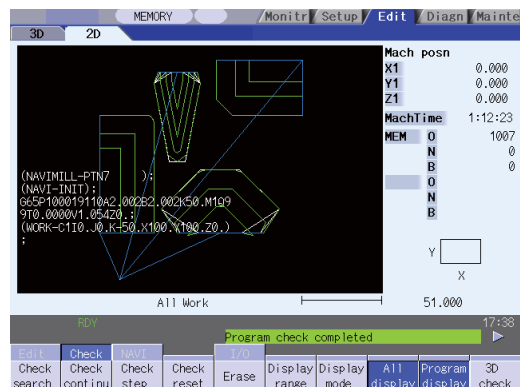 MEMORY Monitr Setup Edit Diagn Mainte
3D 2D
Mach posn
X1 0.000
Y1 0.000
Z1 0.000
MachTime 1:12:23
MEM O 1007
N 0
B 0
O
N
B
(NAVIMILL-PTN7 );
(NAVI-INIT);
G65P100019110A2.002B2.002K50.M1Q9
9T0.0000V1.054Z0.;
(WORK-C1I0.J0.K-50.X100.Y100.Z0.)
;
Y
X
All Work 51.000
RDY 17:38
Program check completed
Edit Check NAVI I/O
Check search
Check continu
Check step
Check reset
Erase
Display range
Display mode
All display
Program display
3D check